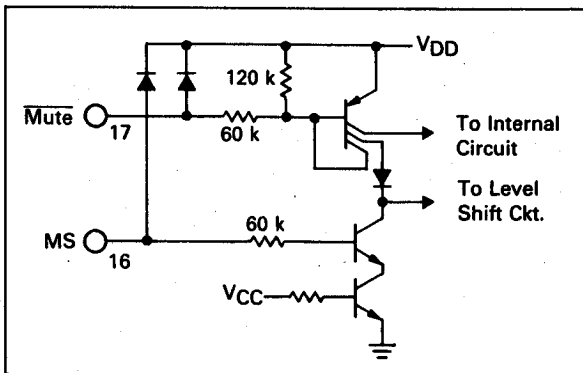 VDD
120 k
Mute
17
60 k
To Internal
Circuit
To Level
Shift Ckt.
MS
16
60 k
VCC